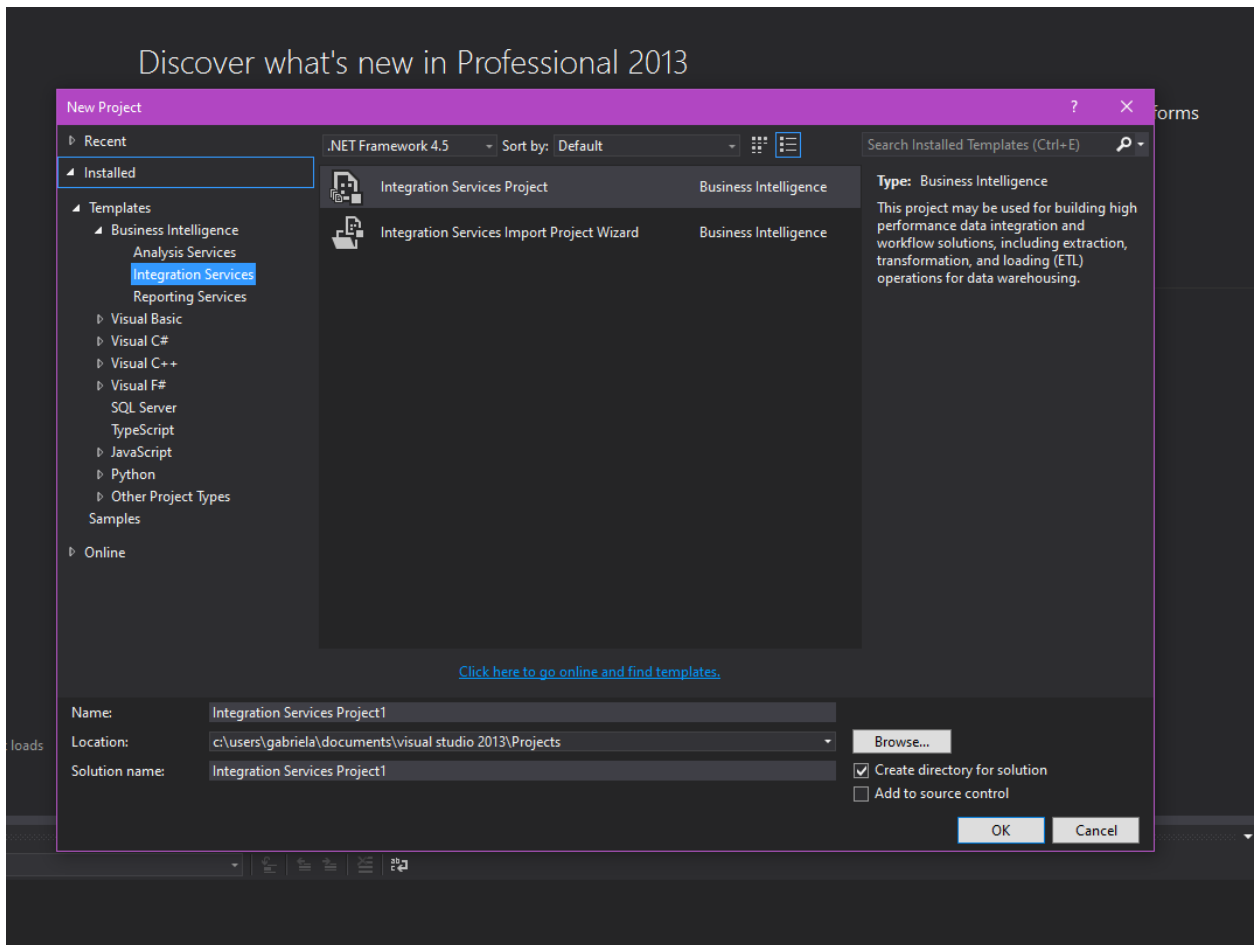 Discover what's new in Professional 2013
New Project
? 
forms
Recent
.NET Framework 4.5 Sort by: Default
Search Installed Templates (Ctrl+E)
Installed
Templates
Business Intelligence
Analysis Services
Integration Services
Reporting Services
Visual Basic
Visual C#
Visual C++
Visual F#
SQL Server
TypeScript
JavaScript
Python
Other Project Types
Samples
Online
Integration Services Project Business Intelligence
Integration Services Import Project Wizard Business Intelligence
Type: Business Intelligence
This project may be used for building high
performance data integration and
workflow solutions, including extraction,
transformation, and loading (ETL)
operations for data warehousing.
Click here to go online and find templates.
Name: Integration Services Project1
loads
Location: c:\users\gabriela\documents\visual studio 2013\Projects Browse...
Solution name: Integration Services Project1
Create directory for solution
Add to source control
OK Cancel